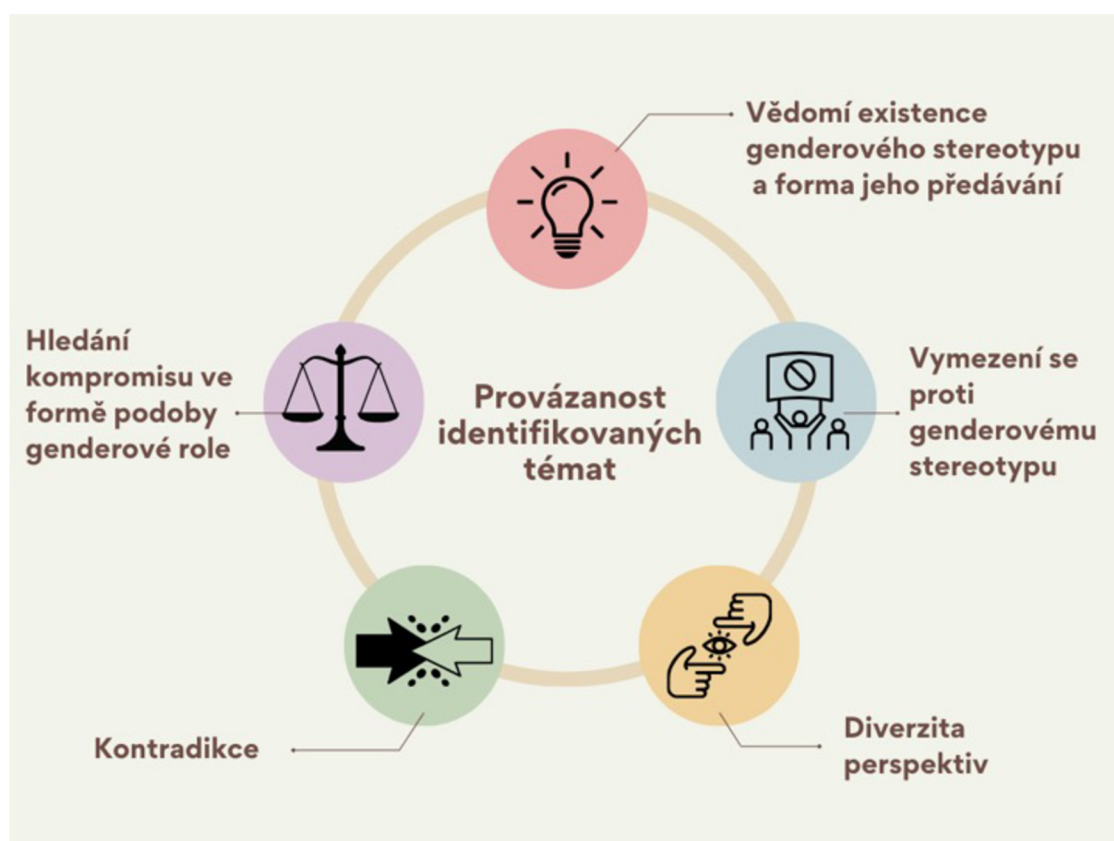 Vědomí existence
genderového stereotypu
a forma jeho předávání
Vymezení se
proti
genderovému
stereotypu
Diverzita
perspektiv
Kontradikce
Hledání
kompromisu ve
formě podoby
genderové role
Provázanost
identifikovaných
témat